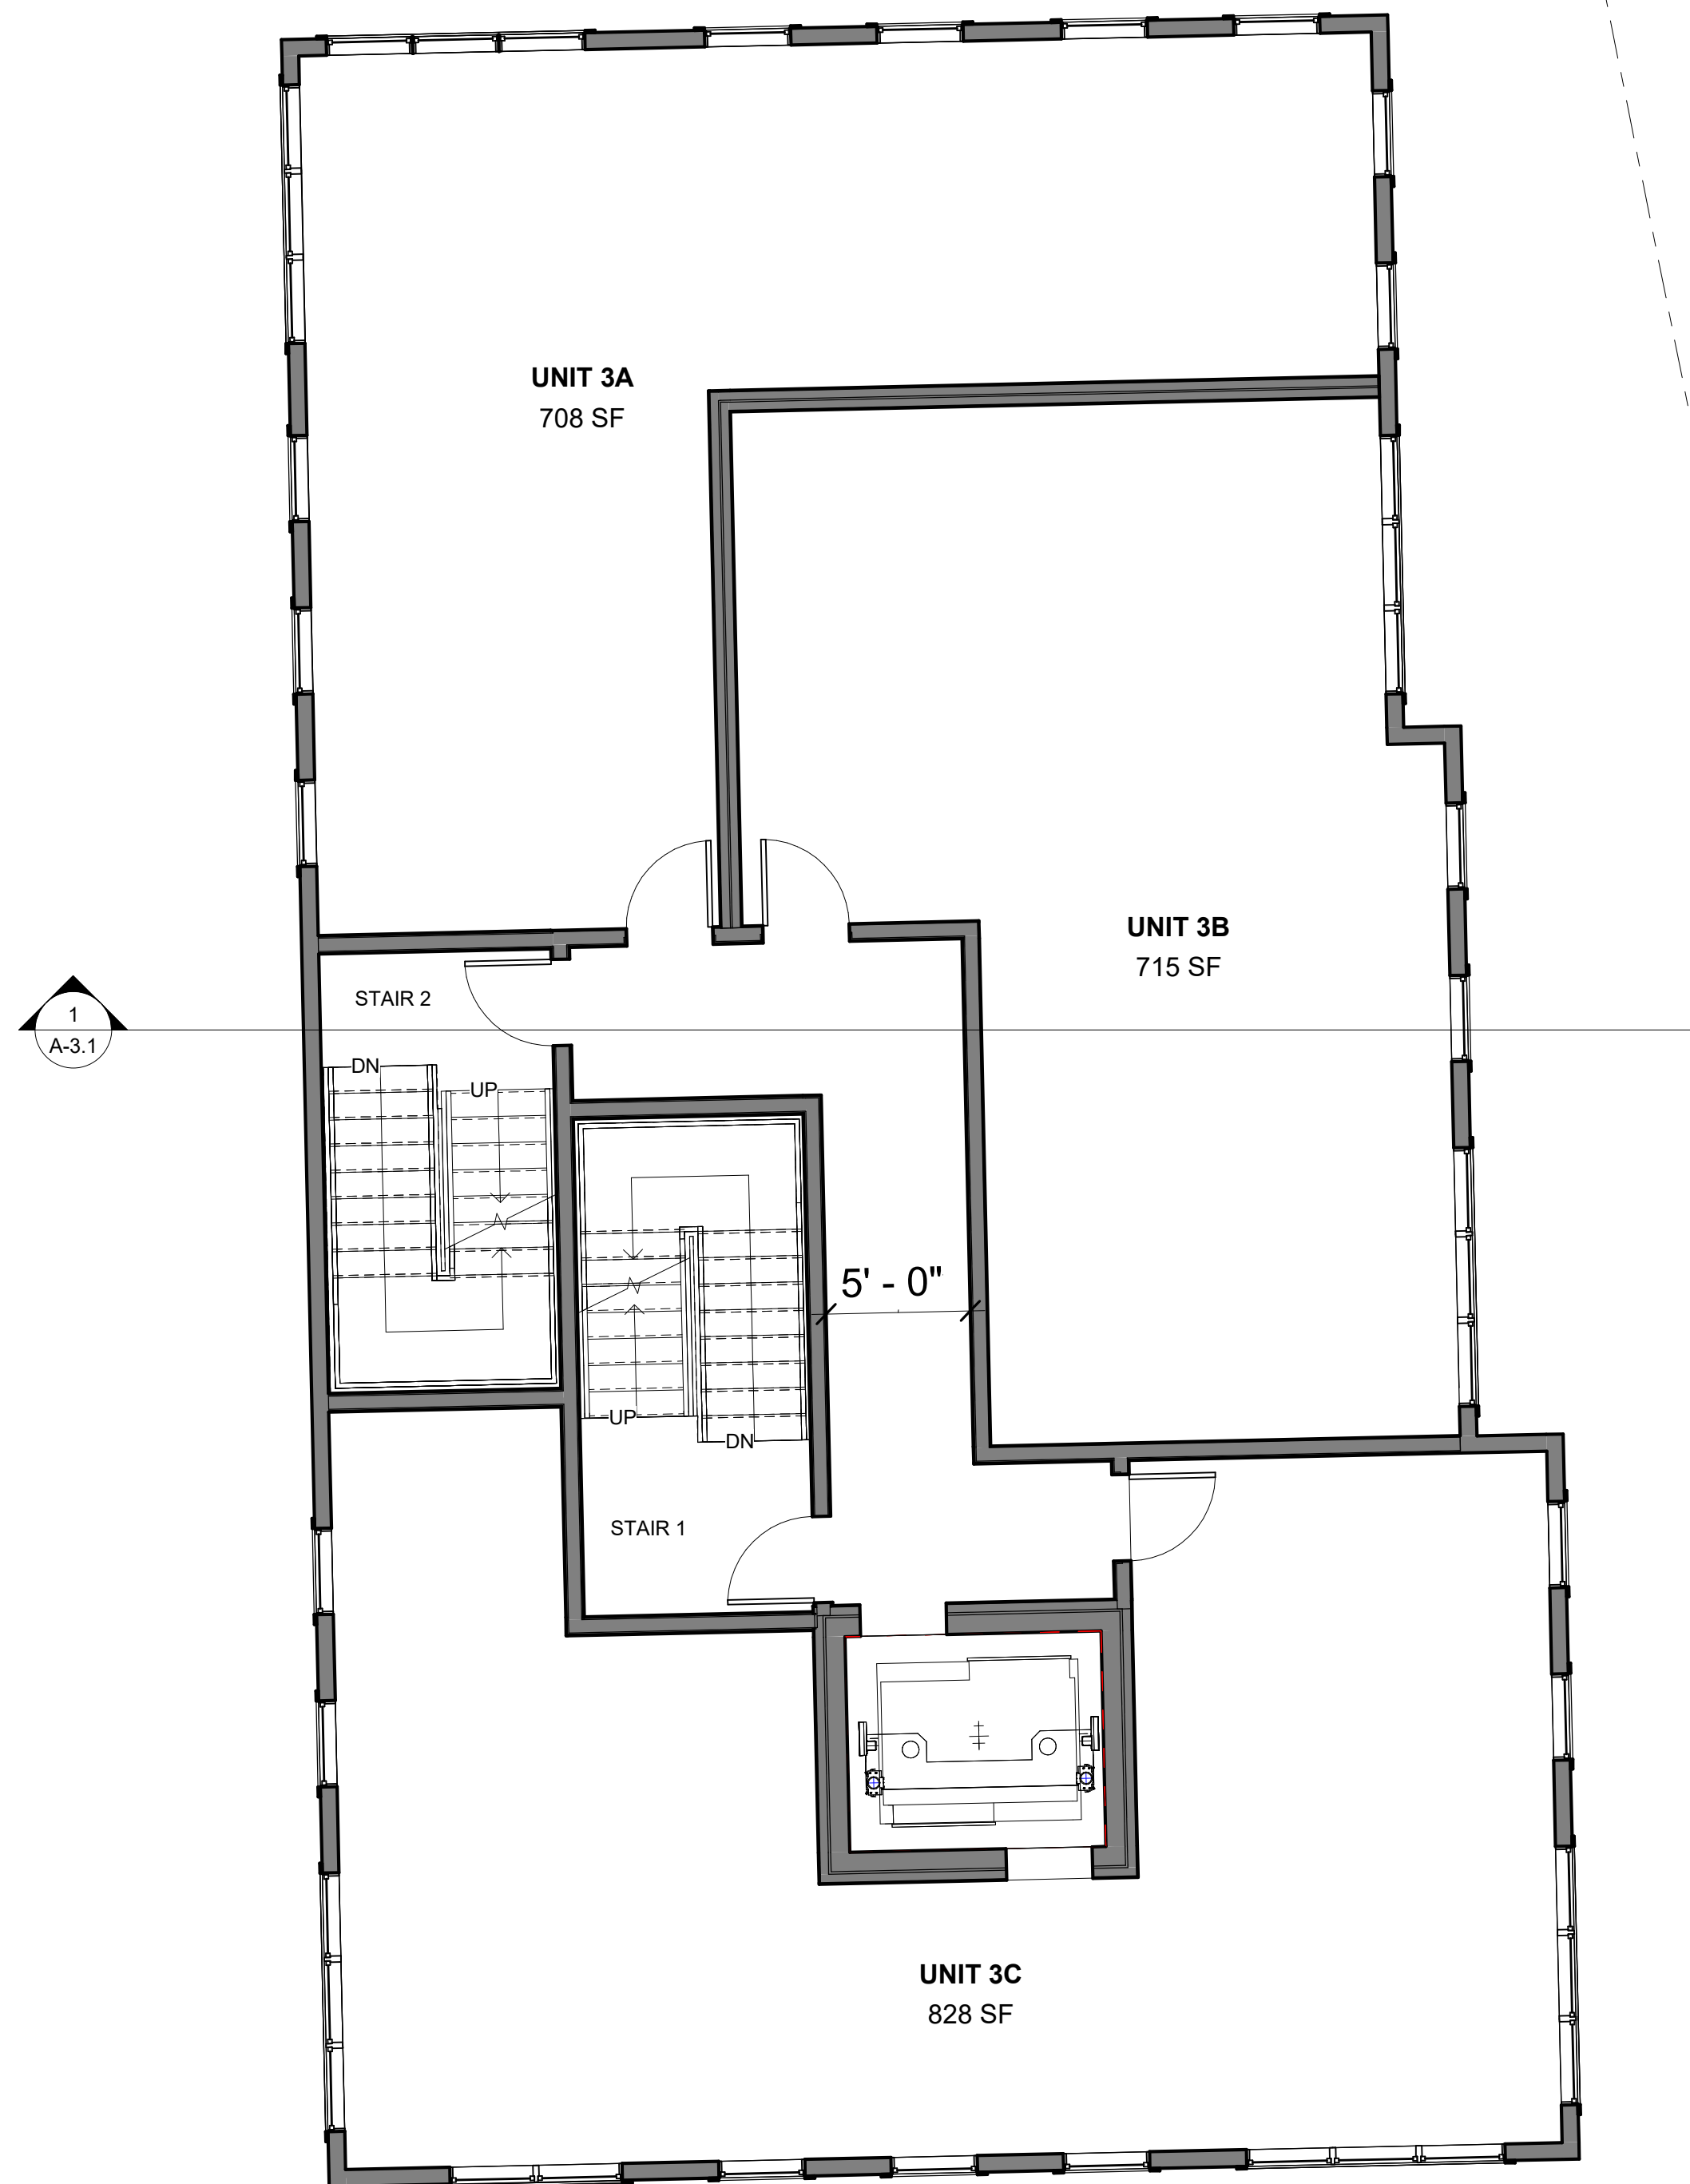 UNIT 3A
708 SF
UNIT 3B
715 SF
STAIR 2
1
A-3.1
DN
UP
5' - 0"
UP
DN
STAIR 1
UNIT 3C
828 SF